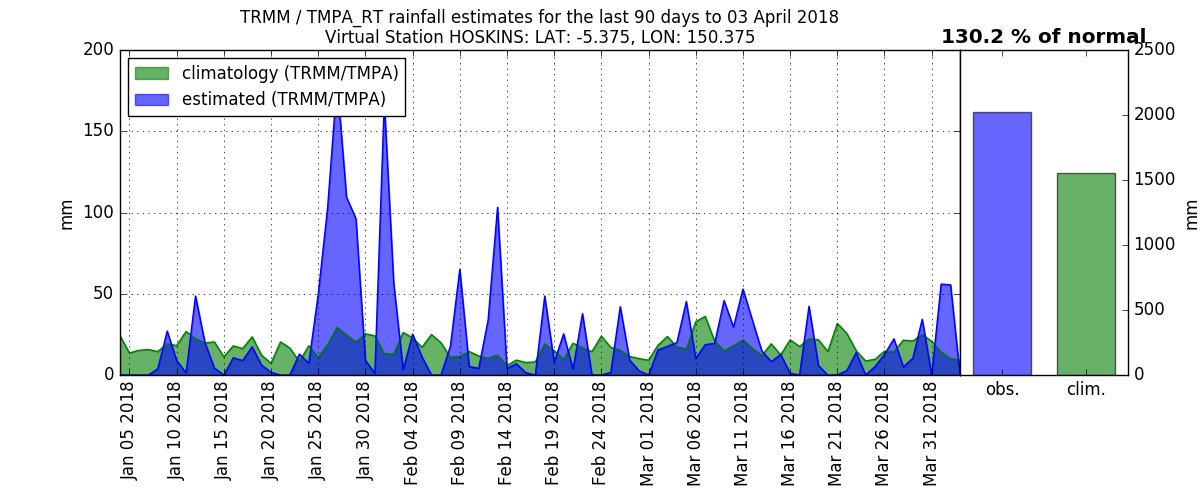 TRMM / TMPA_RT rainfall estimates for the last 90 days to 03 April 2018
Virtual Station HOSKINS: LAT: -5.375, LON: 150.375
130.2 % of normal
climatology (TRMM/TMPA)
estimated (TRMM/TMPA)
200
150
100
50
0
mm
2500
2000
1500
1000
500
0
mm
Jan 05 2018
Jan 10 2018
Jan 15 2018
Jan 20 2018
Jan 25 2018
Jan 30 2018
Feb 04 2018
Feb 09 2018
Feb 14 2018
Feb 19 2018
Feb 24 2018
Mar 01 2018
Mar 06 2018
Mar 11 2018
Mar 16 2018
Mar 21 2018
Mar 26 2018
Mar 31 2018
obs.
clim.